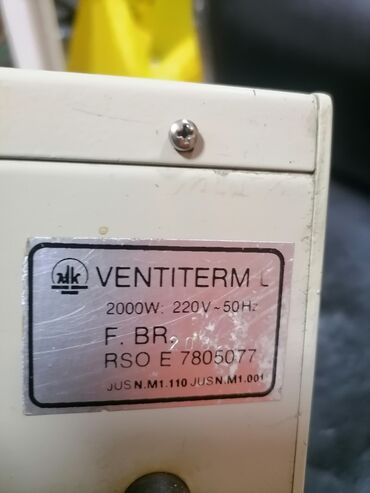 VENTITERM L
2000W: 220V~50Hz
F. BR.
RSO E 7805077
JUS N.M1.110 JUS N.M1.001